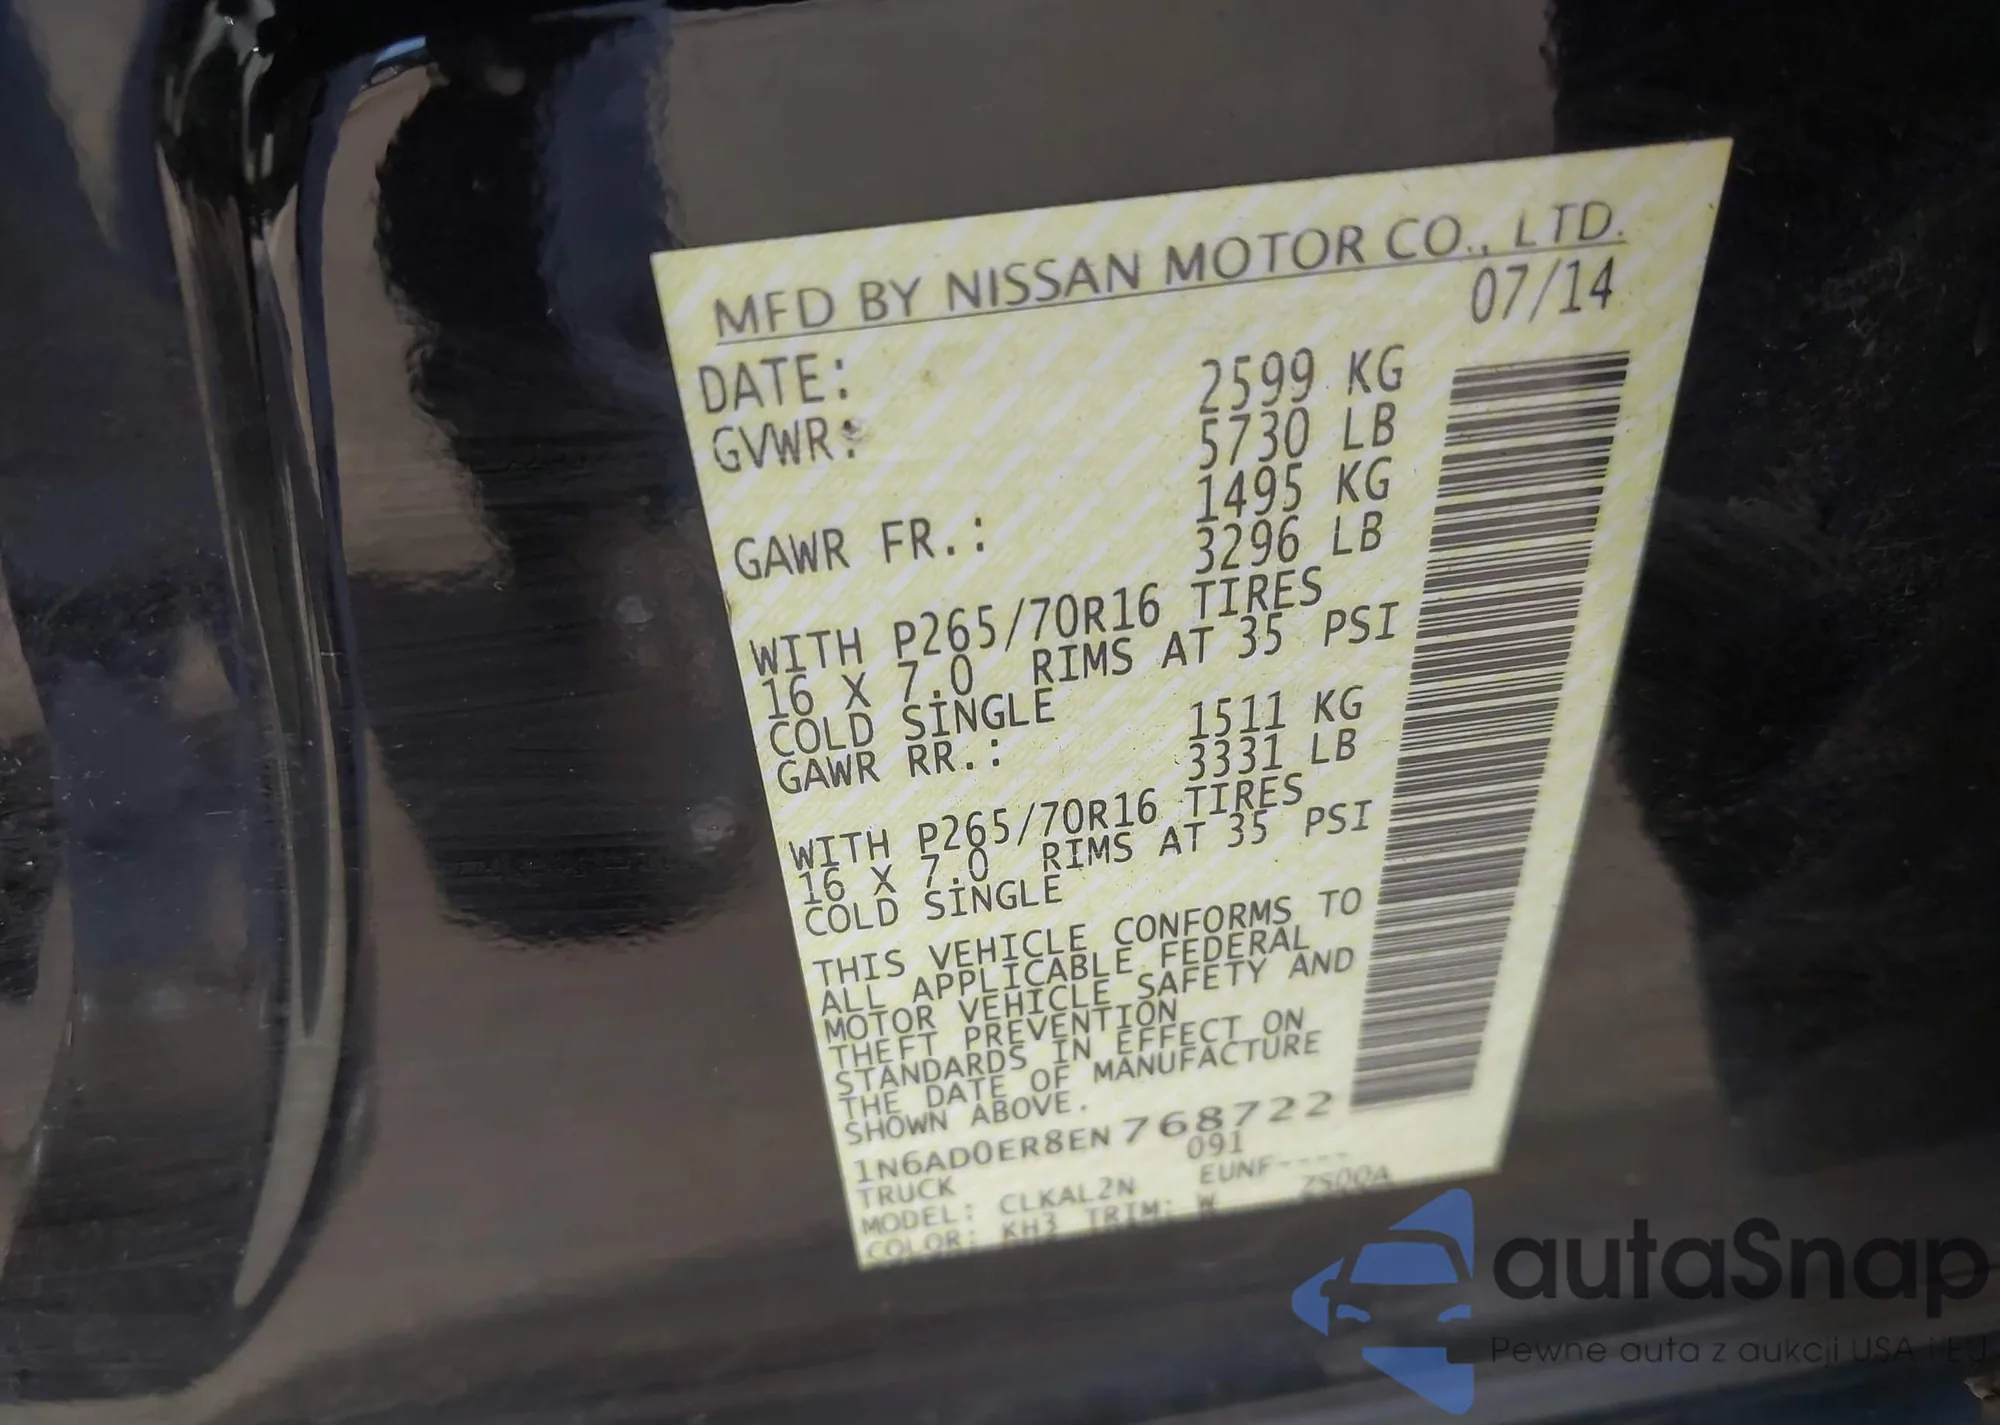 MFD BY NISSAN MOTOR CO., LTD.
DATE: 07/14
GVWR: 2599 KG
5730 LB
GAWR FR.: 1495 KG
3296 LB
WITH P265/70R16 TIRES
16 X 7.0 RIMS AT 35 PSI
COLD SINGLE
GAWR RR.: 1511 KG
3331 LB
WITH P265/70R16 TIRES
16 X 7.0 RIMS AT 35 PSI
COLD SINGLE
THIS VEHICLE CONFORMS TO
ALL APPLICABLE FEDERAL
MOTOR VEHICLE SAFETY AND
THEFT PREVENTION
STANDARDS IN EFFECT ON
THE DATE OF MANUFACTURE
SHOWN ABOVE.
1N6AD0ER8EN768722
TRUCK 091
MODEL: CLKAL2N EUNF----
COLOR: KH3 TRIM: W ZS00A
autaSnap
Pewne auta z aukcji USA i EU